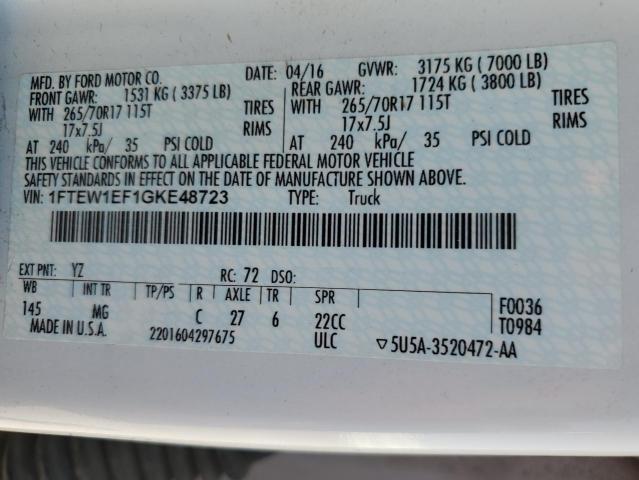 MFD. BY FORD MOTOR CO. DATE: 04/16 GVWR: 3175 KG ( 7000 LB)
FRONT GAWR: 1531 KG ( 3375 LB) REAR GAWR: 1724 KG ( 3800 LB)
WITH 265/70R17 115T TIRES WITH 265/70R17 115T TIRES
17x7.5J RIMS 17x7.5J RIMS
AT 240 kPa/ 35 PSI COLD AT 240 kPa/ 35 PSI COLD
THIS VEHICLE CONFORMS TO ALL APPLICABLE FEDERAL MOTOR VEHICLE
SAFETY STANDARDS IN EFFECT ON THE DATE OF MANUFACTURE SHOWN ABOVE.
VIN: 1FTEW1EF1GKE48723 TYPE: Truck
EXT PNT: YZ RC: 72 DSO:
WB INT TR TP/PS R AXLE TR SPR
145 MG C 27 6 22CC F0036
MADE IN U.S.A. 2201604297675 ULC T0984
▽5U5A-3520472-AA